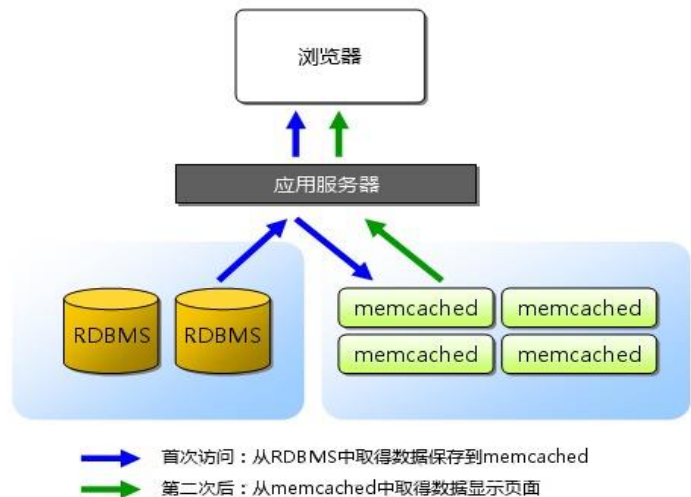 浏览器
应用服务器
RDBMS
RDBMS
memcached
memcached
memcached
memcached
首次访问：从RDBMS中取得数据保存到memcached
第二次后：从memcached中取得数据显示页面